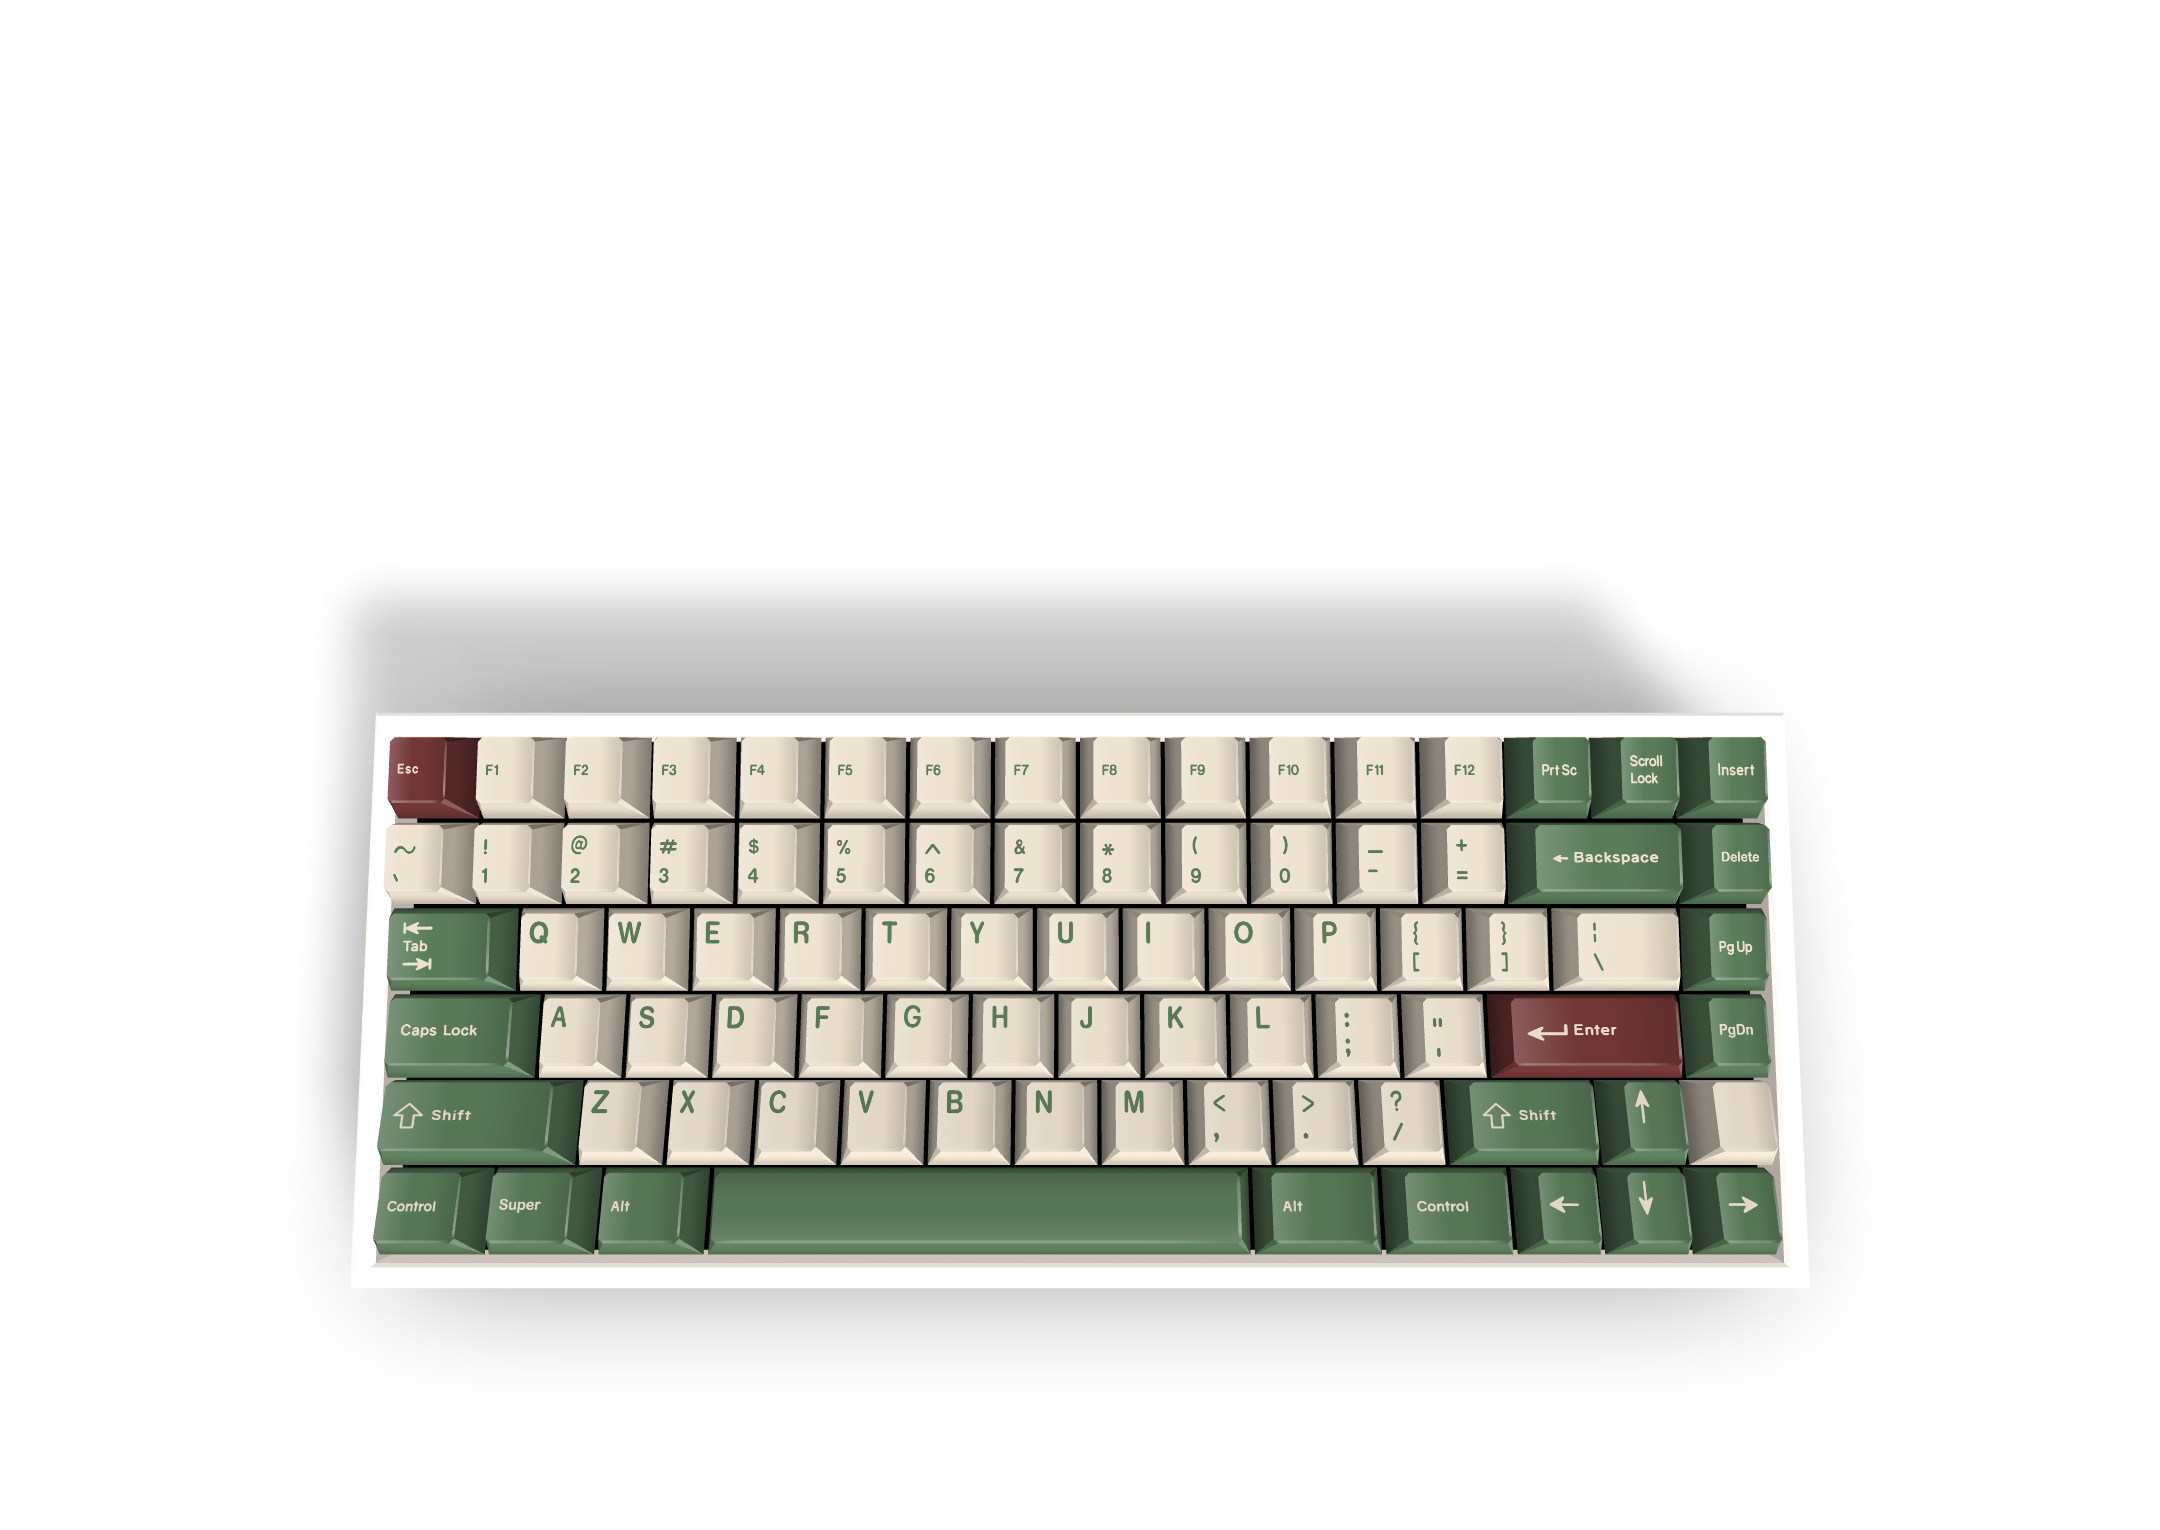 Esc F1 F2 F3 F4 F5 F6 F7 F8 F9 F10 F11 F12 PrtSc Scroll Lock Insert
~ ! @ # $ % ^ & * ( ) _ +
` 1 2 3 4 5 6 7 8 9 0 - = ← Backspace Delete
⇤ Tab ⇥ Q W E R T Y U I O P { [ } ] ¦ \ Pg Up
Caps Lock A S D F G H J K L : ; " ' ↵ Enter PgDn
⇧ Shift Z X C V B N M < , > . ? / ⇧ Shift ↑
Control Super Alt Alt Control ← ↓ →